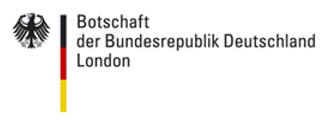 Botschaft
der Bundesrepublik Deutschland
London